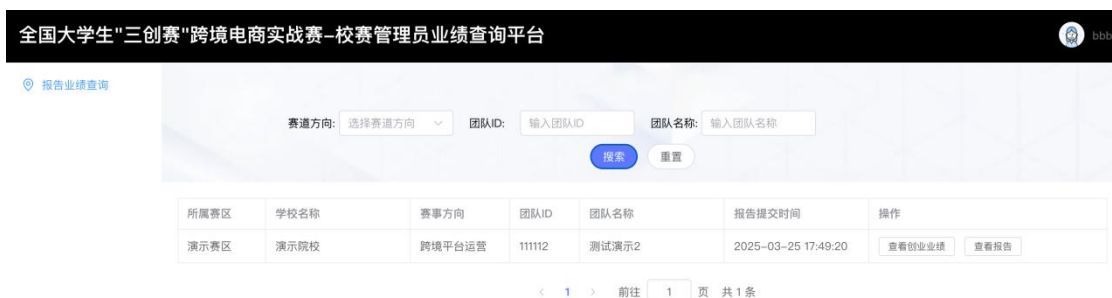 全国大学生"三创赛"跨境电商实战赛–校赛管理员业绩查询平台 bbb
报告业绩查询
赛道方向: 选择赛道方向 团队ID: 输入团队ID 团队名称: 输入团队名称
搜索 重置
所属赛区 学校名称 赛事方向 团队ID 团队名称 报告提交时间 操作
演示赛区 演示院校 跨境平台运营 111112 测试演示2 2025–03–25 17:49:20 查看创业业绩 查看报告
< 1 > 前往 1 页 共 1 条